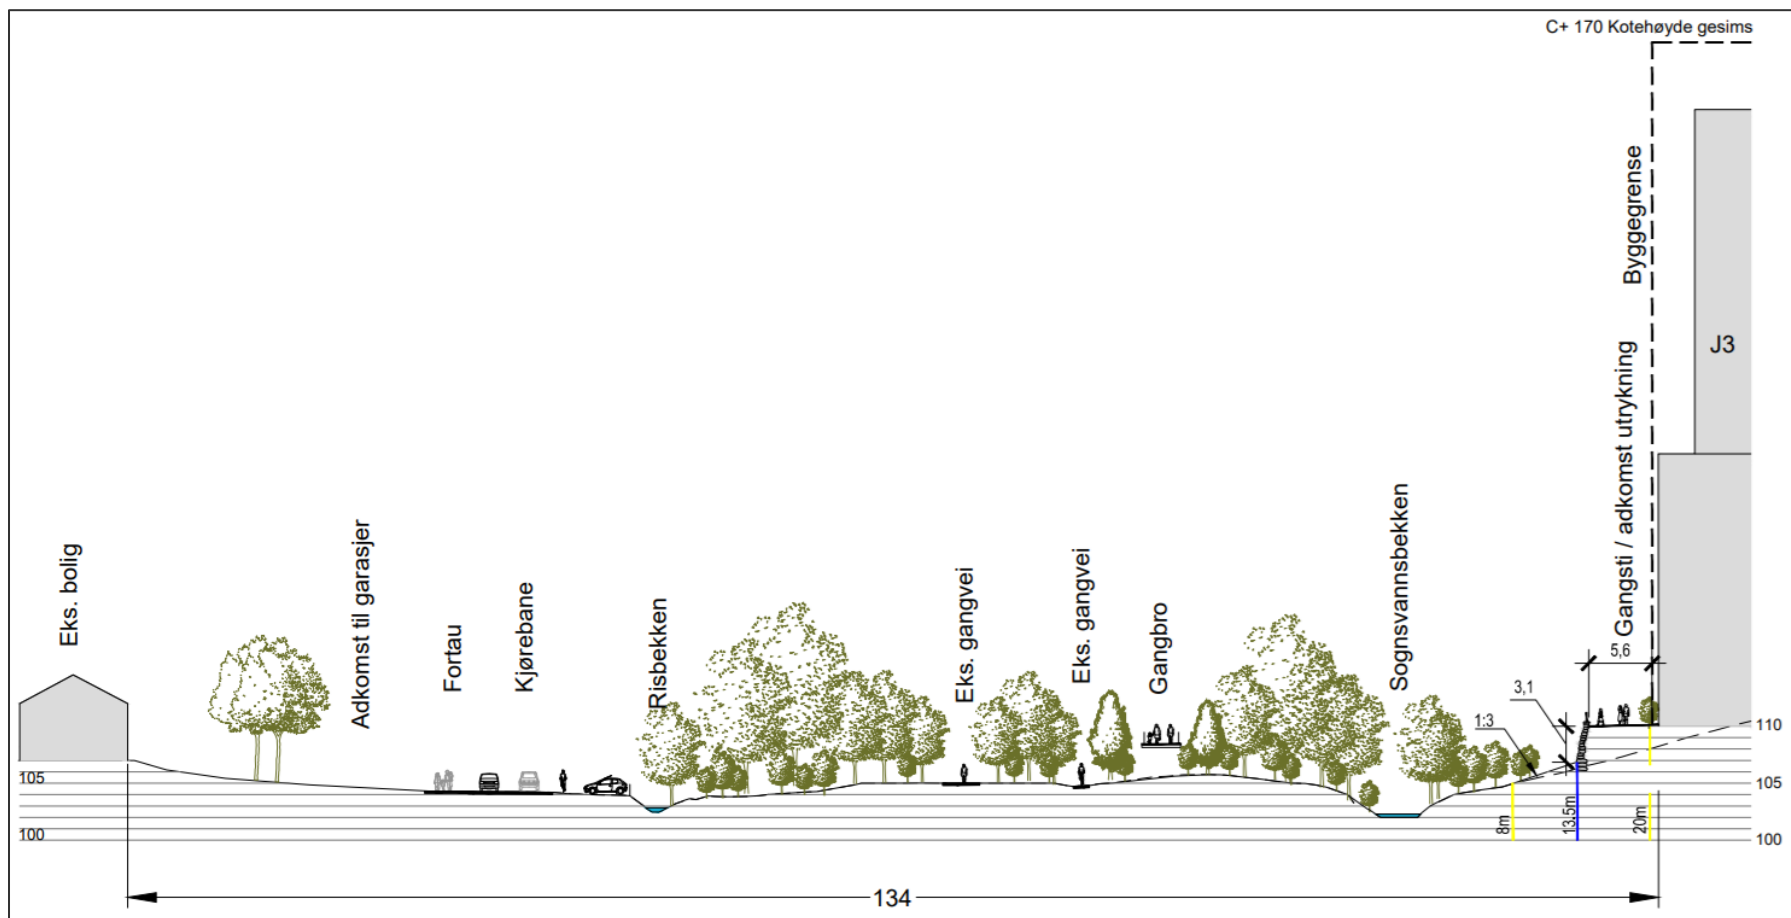 C+ 170 Kotehøyde gesims
Byggegrense
J3
Gangsti / adkomst utrykning
Eks. bolig
Adkomst til garasjer
Fortau
Kjørebane
Risbekken
Eks. gangvei
Eks. gangvei
Gangbro
Sognsvannsbekken
5,6
3,1
1:3
110
105
105
100
100
8m
13.5m
20m
134